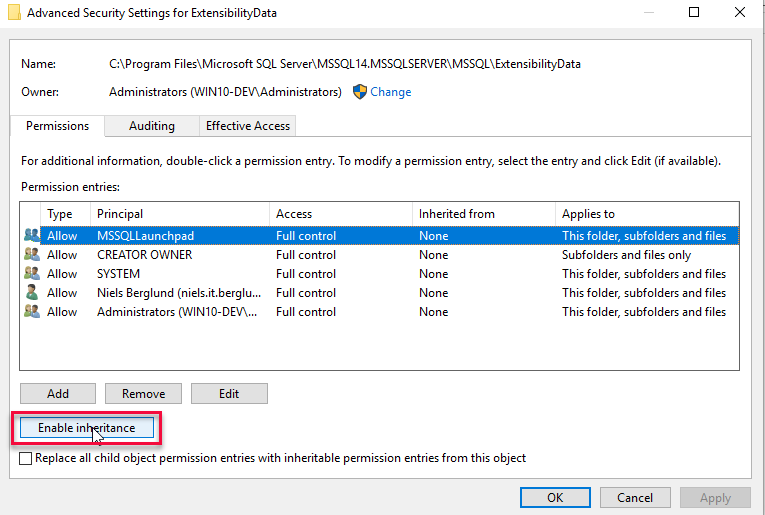 Advanced Security Settings for ExtensibilityData
Name: C:\Program Files\Microsoft SQL Server\MSSQL14.MSSQLSERVER\MSSQL\ExtensibilityData
Owner: Administrators (WIN10-DEV\Administrators) Change
Permissions Auditing Effective Access
For additional information, double-click a permission entry. To modify a permission entry, select the entry and click Edit (if available).
Permission entries:
Type Principal Access Inherited from Applies to
Allow MSSQLLaunchpad Full control None This folder, subfolders and files
Allow CREATOR OWNER Full control None Subfolders and files only
Allow SYSTEM Full control None This folder, subfolders and files
Allow Niels Berglund (niels.it.berglu... Full control None This folder, subfolders and files
Allow Administrators (WIN10-DEV\... Full control None This folder, subfolders and files
Add Remove Edit
Enable inheritance
Replace all child object permission entries with inheritable permission entries from this object
OK Cancel Apply